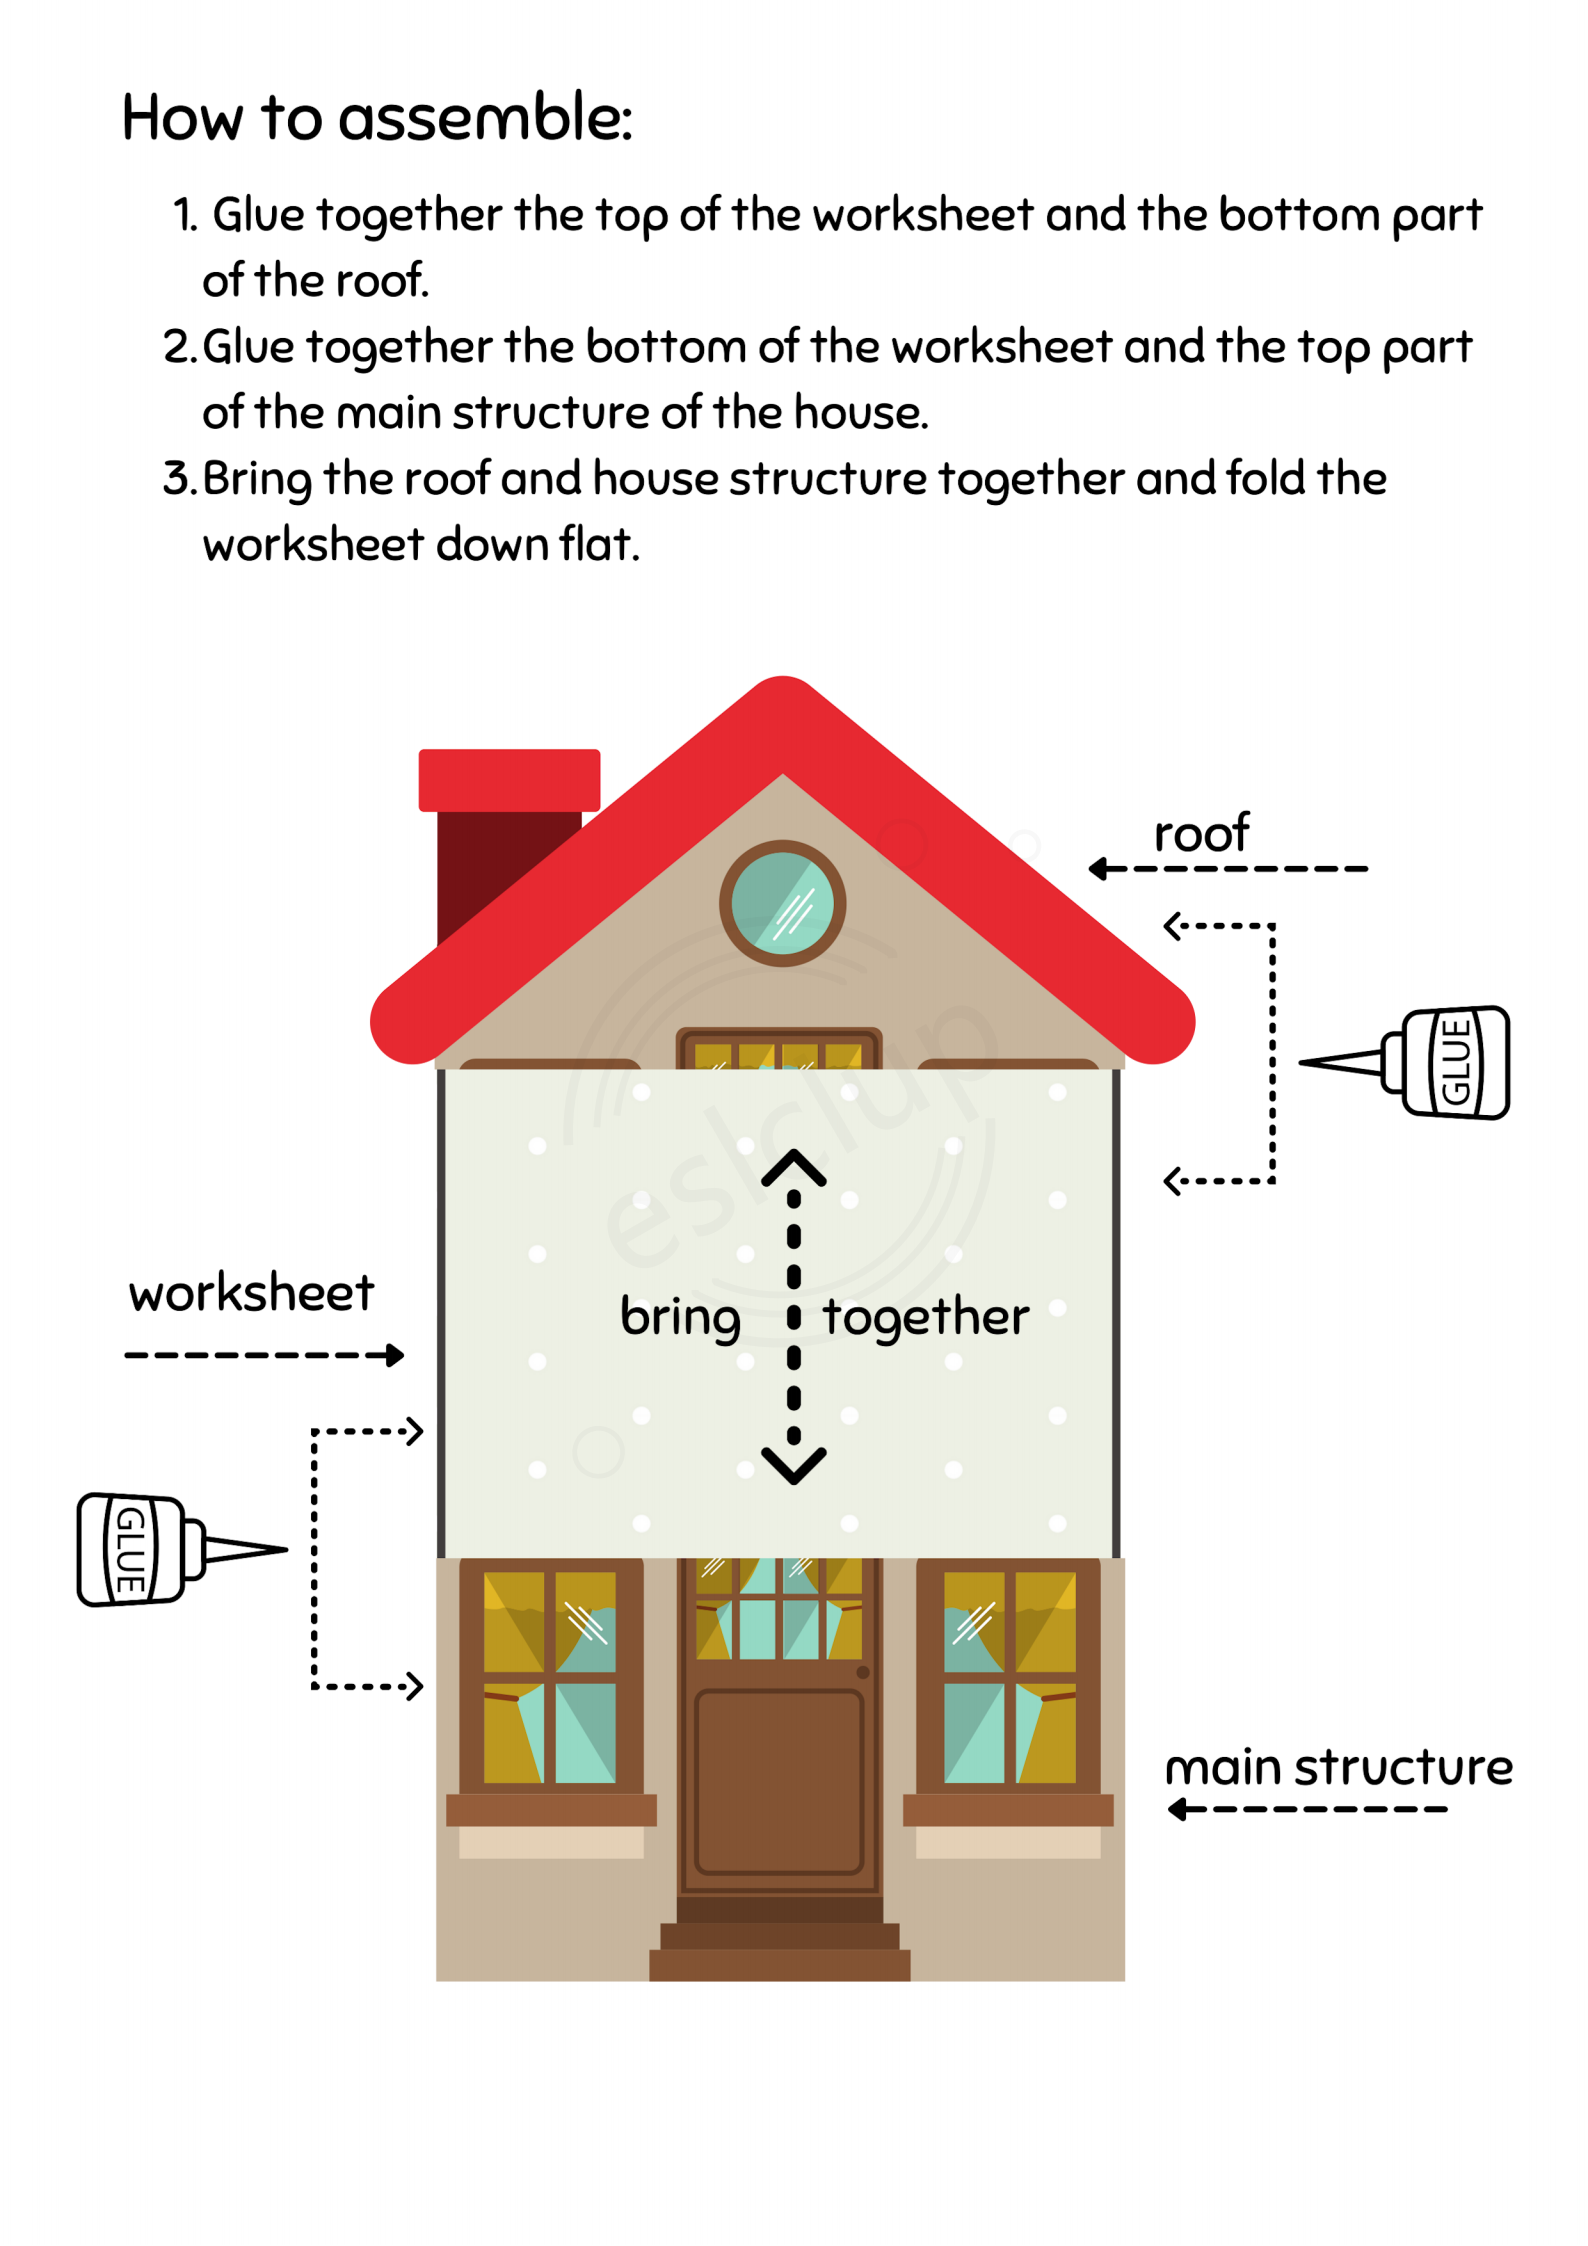 How to assemble:
1. Glue together the top of the worksheet and the bottom part
of the roof.
2. Glue together the bottom of the worksheet and the top part
of the main structure of the house.
3. Bring the roof and house structure together and fold the
worksheet down flat.
roof
GLUE
eslclup
worksheet
bring together
GLUE
main structure